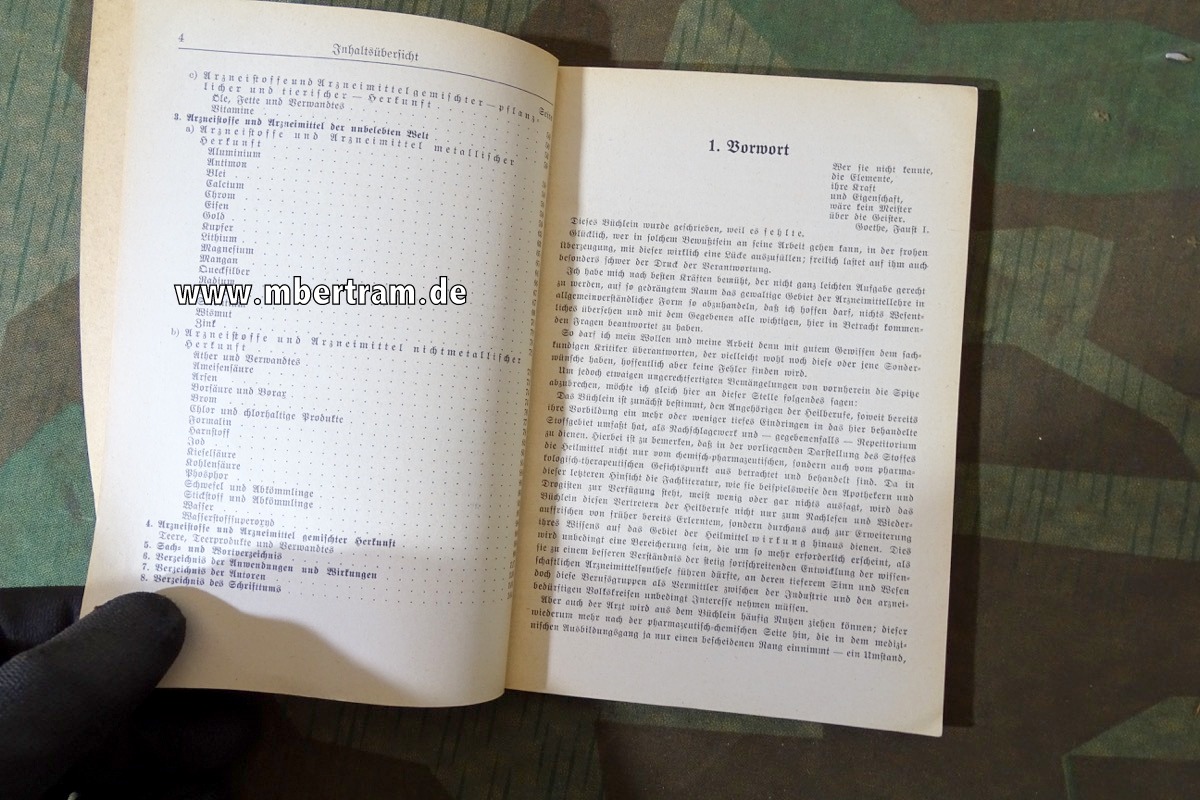 4
Inhaltsübersicht
c) Arzneistoffe und Arzneimittel gemischter — pflanz-
licher und tierischer — Herkunft
Seite
Öle, Fette und Verwandtes
Vitamine
3. Arzneistoffe und Arzneimittel der unbelebten Welt
a) Arzneistoffe und Arzneimittel metallischer
Herkunft
Aluminium
Antimon
Blei
Calcium
Chrom
Eisen
Gold
Kupfer
Lithium
Magnesium
Mangan
Quecksilber
Radium
www.mbertram.de
Wismut
Zink
b) Arzneistoffe und Arzneimittel nichtmetallischer
Herkunft
Äther und Verwandtes
Ameisensäure
Arsen
Borsäure und Borax
Brom
Chlor und chlorhaltige Produkte
Formalin
Harnstoff
Jod
Kieselsäure
Kohlensäure
Phosphor
Schwefel und Abkömmlinge
Stickstoff und Abkömmlinge
Wasser
Wasserstoffsuperoxyd
4. Arzneistoffe und Arzneimittel gemischter Herkunft
Teere, Teerprodukte und Verwandtes
5. Sach- und Wortverzeichnis
6. Verzeichnis der Anwendungen und Wirkungen
7. Verzeichnis der Autoren
8. Verzeichnis des Schrifttums
1. Vorwort
Wer sie nicht kennte,
die Elemente,
ihre Kraft
und Eigenschaft,
wäre kein Meister
über die Geister.
Goethe, Faust I.
Dieses Büchlein wurde geschrieben, weil es fehlte.
Glücklich, wer in solchem Bewußtsein an seine Arbeit gehen kann, in der frohen
Überzeugung, mit dieser wirklich eine Lücke auszufüllen; freilich lastet auf ihm auch
besonders schwer der Druck der Verantwortung.
Ich habe mich nach besten Kräften bemüht, der nicht ganz leichten Aufgabe gerecht
zu werden, auf so gedrängtem Raum das gewaltige Gebiet der Arzneimittellehre in
allgemeinverständlicher Form so abzuhandeln, daß ich hoffen darf, nichts Wesent-
liches übersehen und mit dem Gegebenen alle wichtigen, hier in Betracht kommen-
den Fragen beantwortet zu haben.
So darf ich mein Wollen und meine Arbeit denn mit gutem Gewissen dem sach-
kundigen Kritiker überantworten, der vielleicht wohl noch diese oder jene Sonder-
wünsche haben, hoffentlich aber keine Fehler finden wird.
Um jedoch etwaigen ungerechtfertigten Bemängelungen von vornherein die Spitze
abzubrechen, möchte ich gleich hier an dieser Stelle folgendes sagen:
Das Büchlein ist zunächst bestimmt, den Angehörigen der Heilberufe, soweit bereits
ihre Vorbildung ein mehr oder weniger tiefes Eindringen in das hier behandelte
Stoffgebiet umfaßt hat, als Nachschlagewerk und — gegebenenfalls — Repetitorium
zu dienen. Hierbei ist zu bemerken, daß in der vorliegenden Darstellung des Stoffes
die Heilmittel nicht nur vom chemisch-pharmazeutischen, sondern auch vom pharma-
kologisch-therapeutischen Gesichtspunkt aus betrachtet und behandelt sind. Da in
dieser letzteren Hinsicht die Fachliteratur, wie sie beispielsweise den Apothekern und
Drogisten zur Verfügung steht, meist wenig oder gar nichts aussagt, wird das
Büchlein diesen Vertretern der Heilberufe nicht nur zum Nachlesen und Wieder-
auffrischen von früher bereits Erlerntem, sondern durchaus auch zur Erweiterung
ihres Wissens auf das Gebiet der Heilmittelwirkung hinaus dienen. Dies
wird unbedingt eine Bereicherung sein, die um so mehr erforderlich erscheint, als
sie zu einem besseren Verständnis der stetig fortschreitenden Entwicklung der wissen-
schaftlichen Arzneimittelsynthese führen dürfte, an deren tieferem Sinn und Wesen
doch diese Berufsgruppen als Vermittler zwischen der Industrie und den arznei-
bedürftigen Volkskreisen unbedingt Interesse nehmen müssen.
Aber auch der Arzt wird aus dem Büchlein häufig Nutzen ziehen können; dieser
wiederum mehr nach der pharmazeutisch-chemischen Seite hin, die in dem medizi-
nischen Ausbildungsgang ja nur einen bescheidenen Rang einnimmt — ein Umstand,